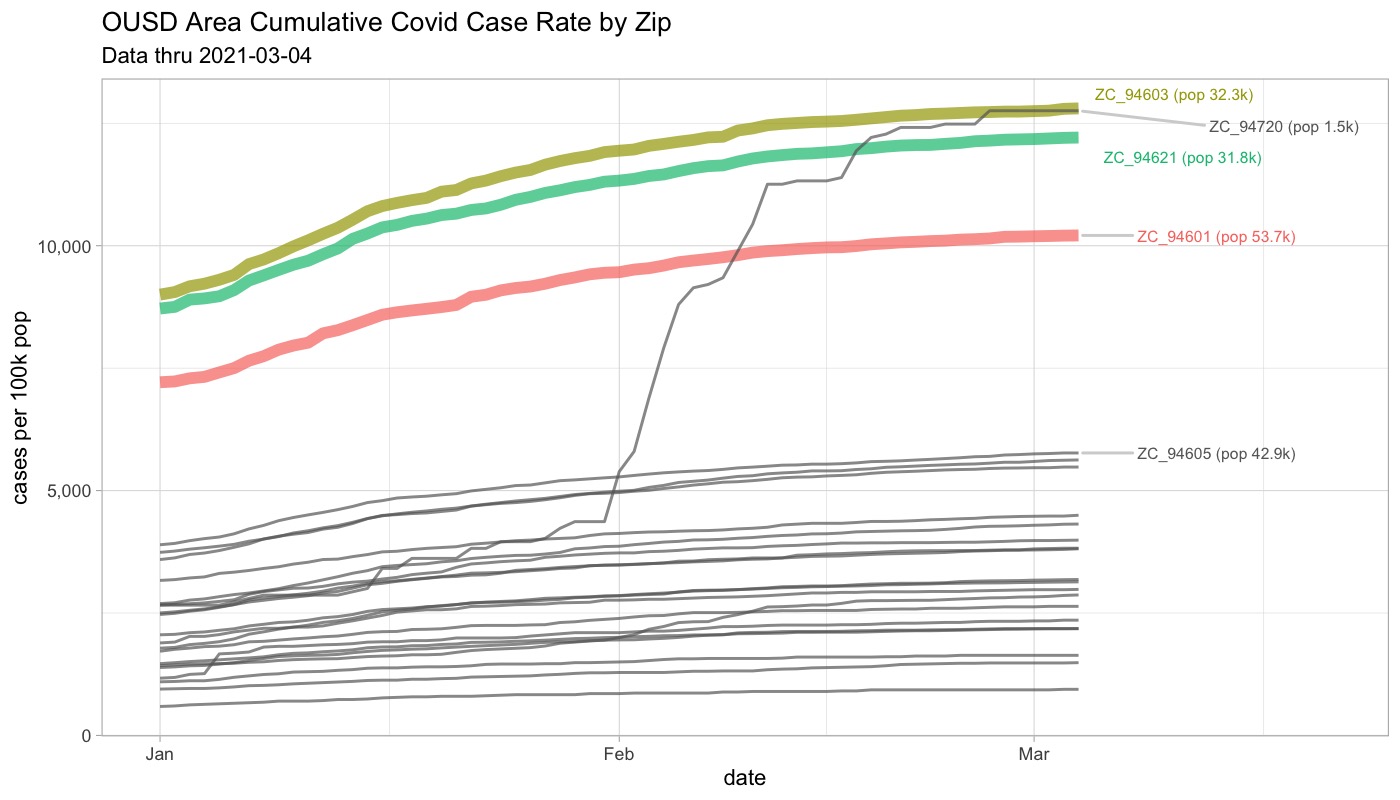 OUSD Area Cumulative Covid Case Rate by Zip
Data thru 2021-03-04
ZC_94603 (pop 32.3k)
ZC_94720 (pop 1.5k)
ZC_94621 (pop 31.8k)
ZC_94601 (pop 53.7k)
ZC_94605 (pop 42.9k)
cases per 100k pop
10,000
5,000
0
Jan
Feb
Mar
date